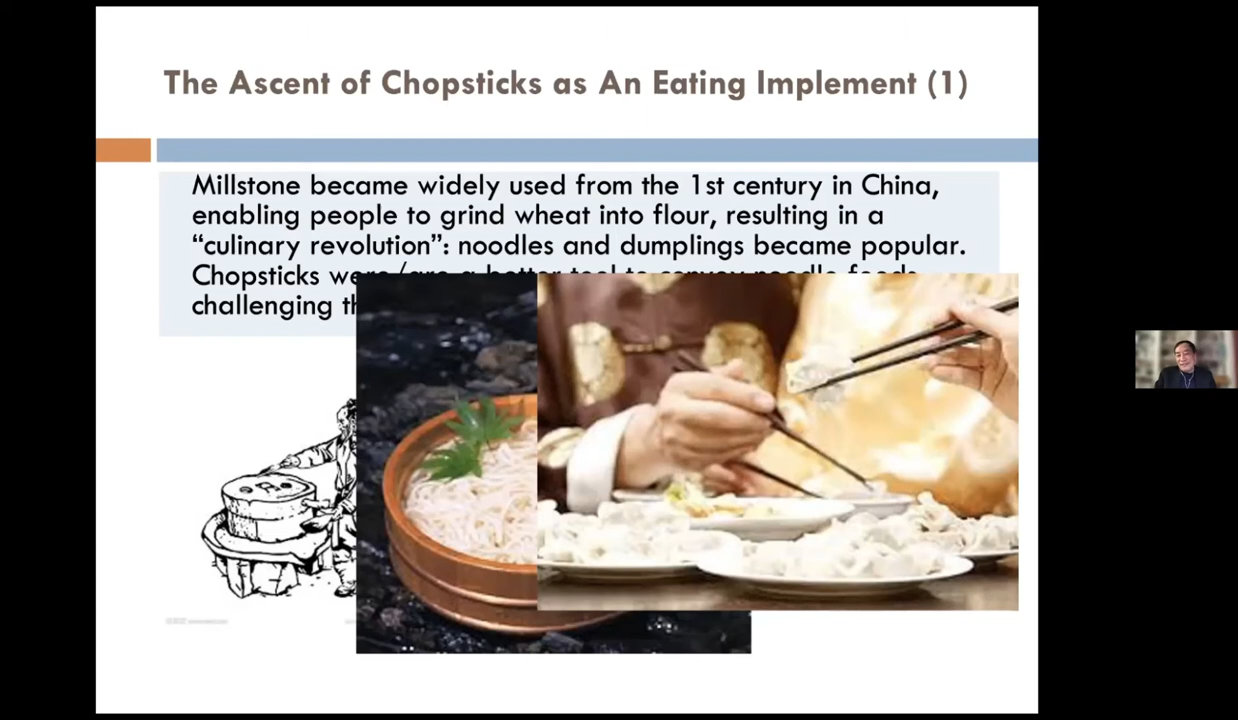 The Ascent of Chopsticks as An Eating Implement (1)
Millstone became widely used from the 1st century in China,
enabling people to grind wheat into flour, resulting in a
“culinary revolution”: noodles and dumplings became popular.
Chopsticks were/are a better tool to convey noodle foods
challenging